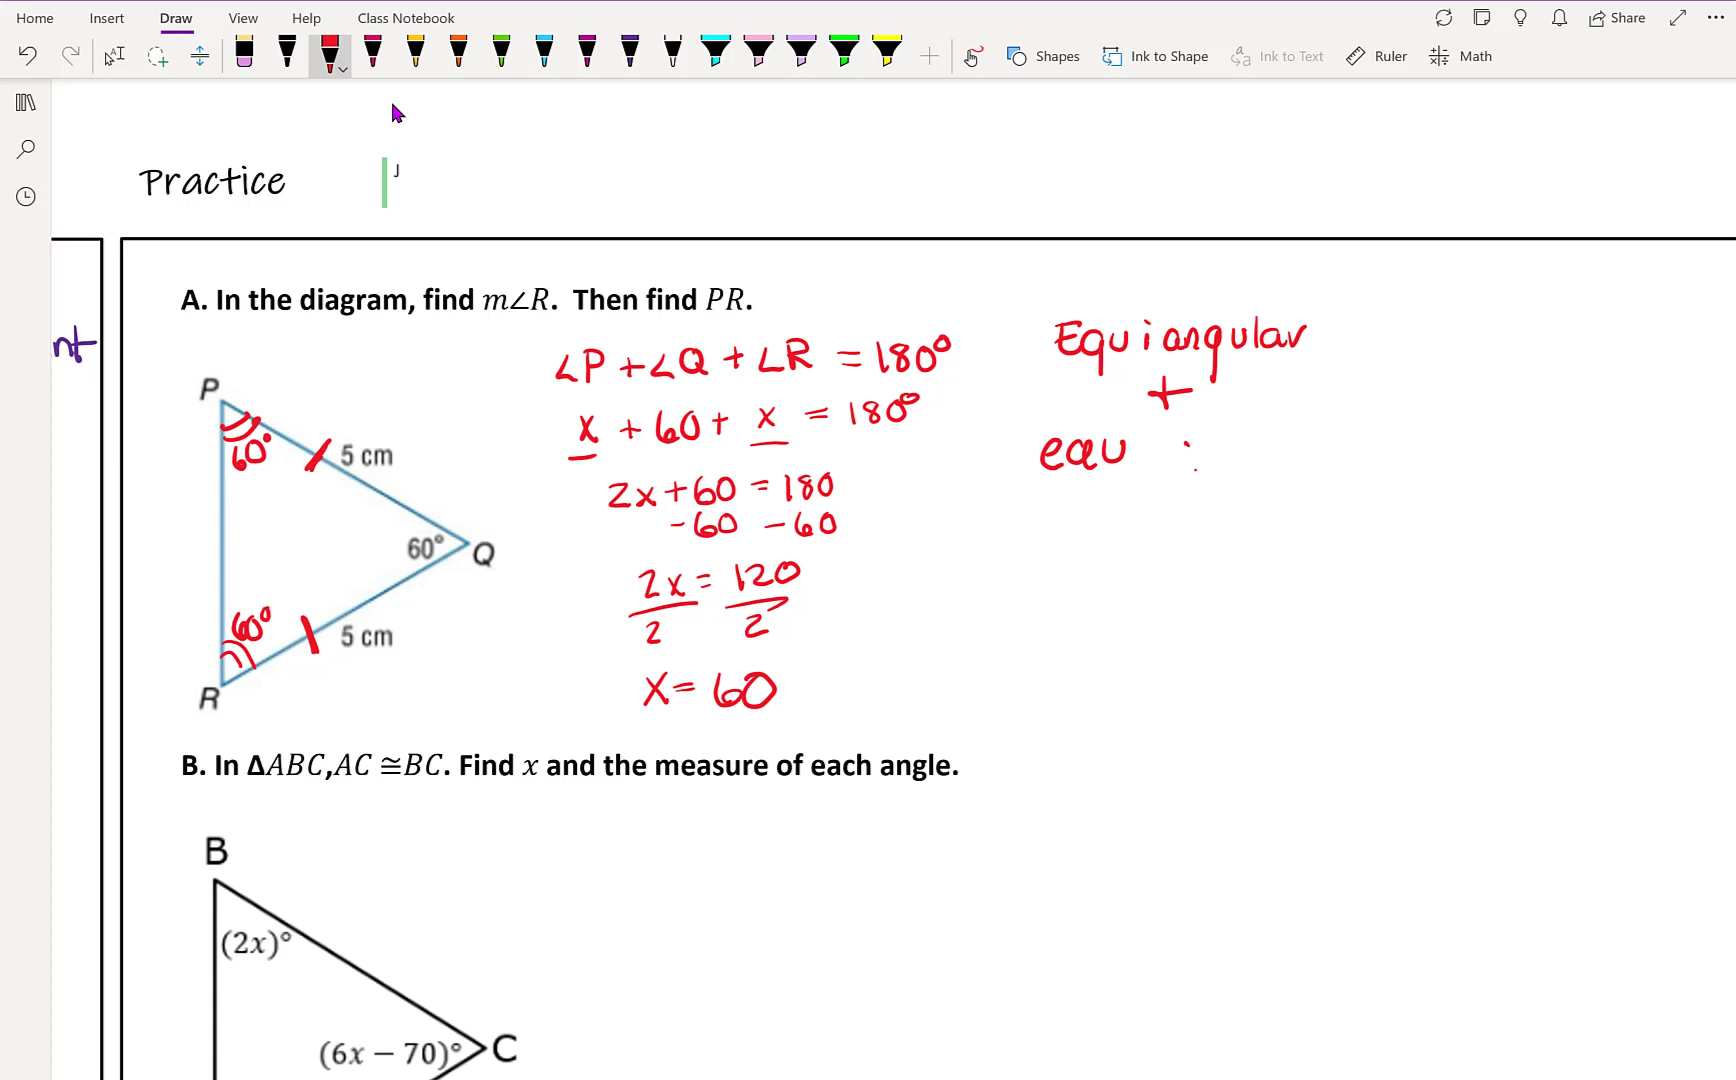 Home Insert Draw View Help Class Notebook Share
Shapes Ink to Shape Ink to Text Ruler Math
Practice
J
nt
A. In the diagram, find m∠R. Then find PR.
∠P + ∠Q + ∠R = 180°
x + 60 + x = 180°
2x + 60 = 180
- 60 - 60
2x = 120
2 2
x = 60
Equiangular
+
equ
P
60°
5 cm
60°
Q
60°
5 cm
R
B. In ΔABC,AC ≅ BC. Find x and the measure of each angle.
B
(2x)°
(6x − 70)°
C